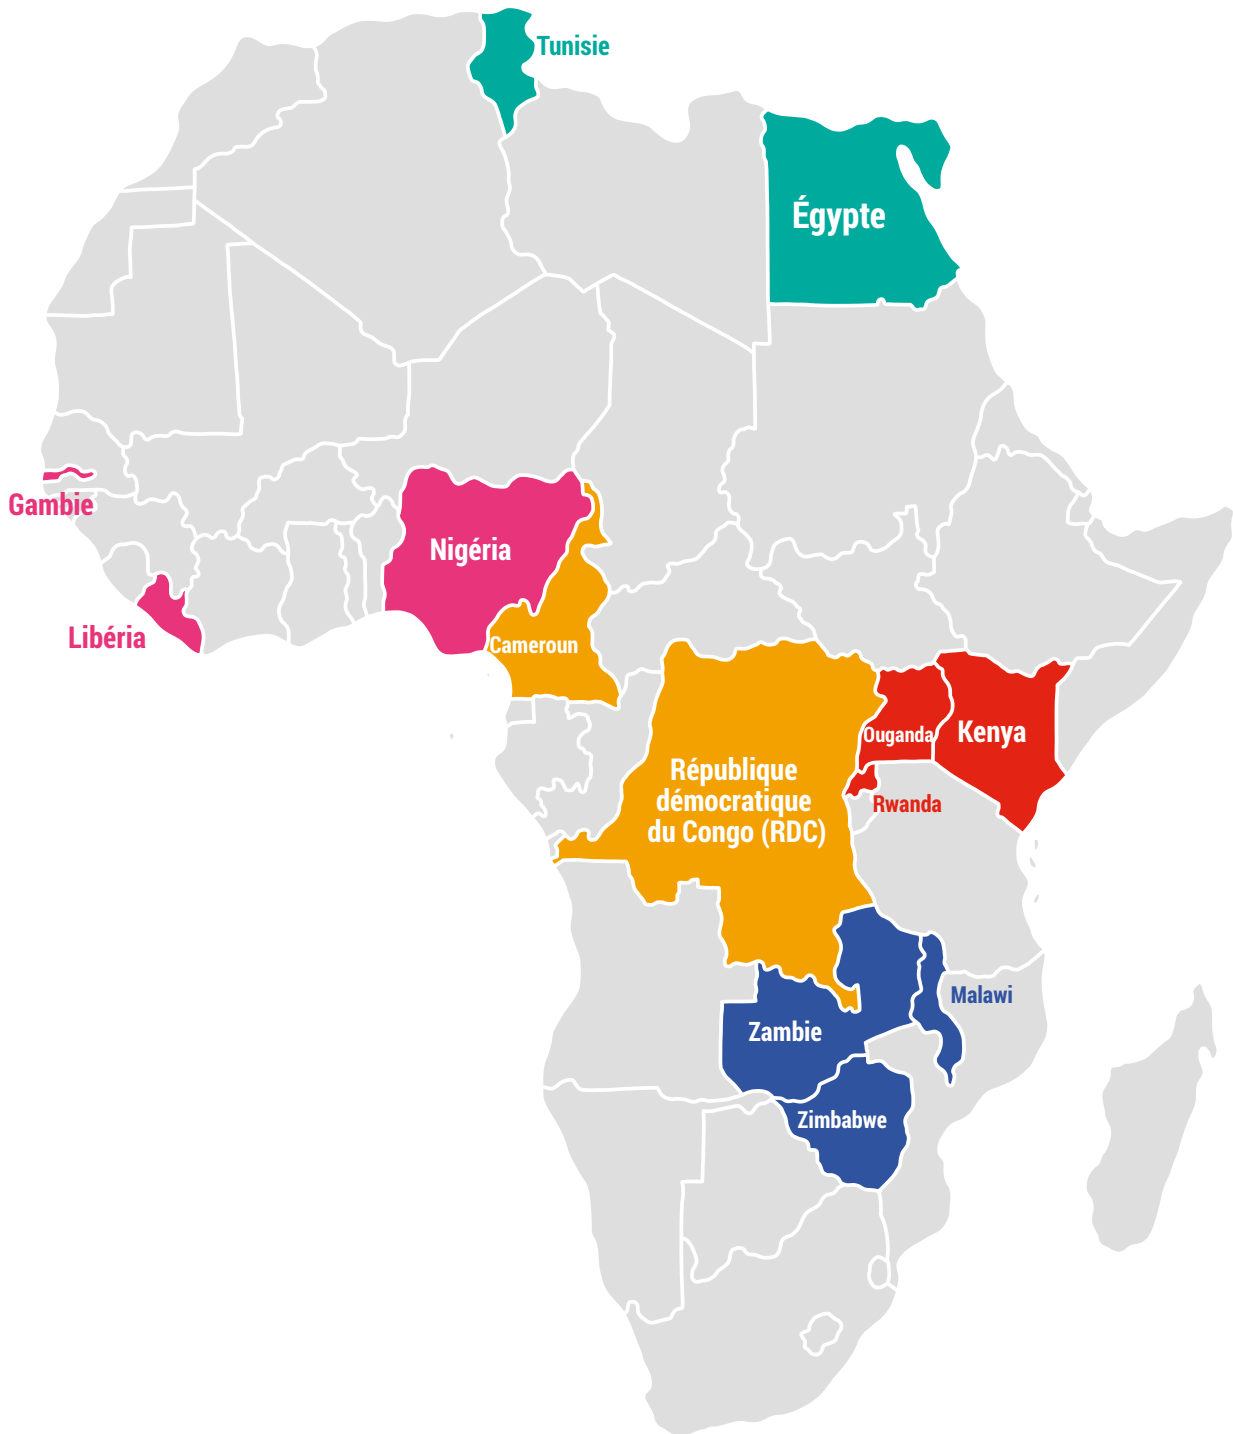 Tunisie
Égypte
Gambie
Nigéria
Libéria
Cameroun
Ouganda
Kenya
République
démocratique
du Congo (RDC)
Rwanda
Malawi
Zambie
Zimbabwe